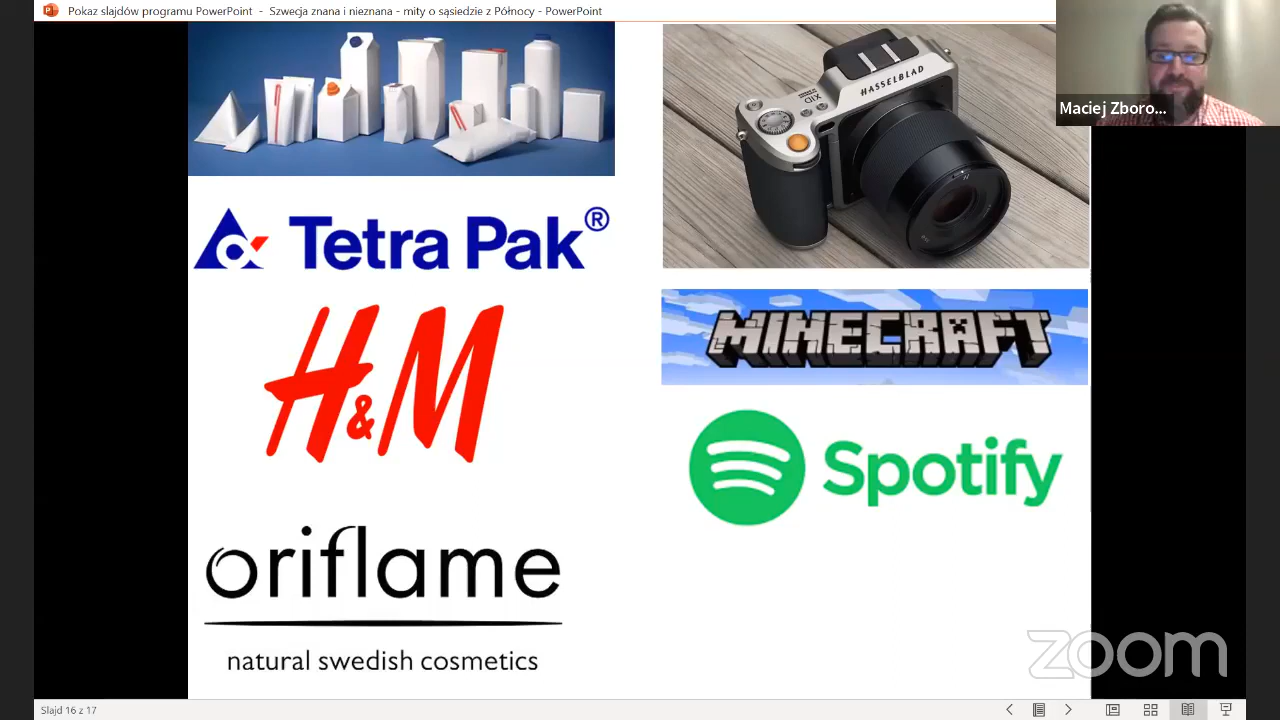 Pokaz slajdów programu PowerPoint - Szwecja znana i nieznana - mity o sąsiedzie z Północy - PowerPoint
Maciej Zboro...
HASSELBLAD
X1D
Tetra Pak®
H&M
MINECRAFT
Spotify
oriflame
natural swedish cosmetics
zoom
Slajd 16 z 17